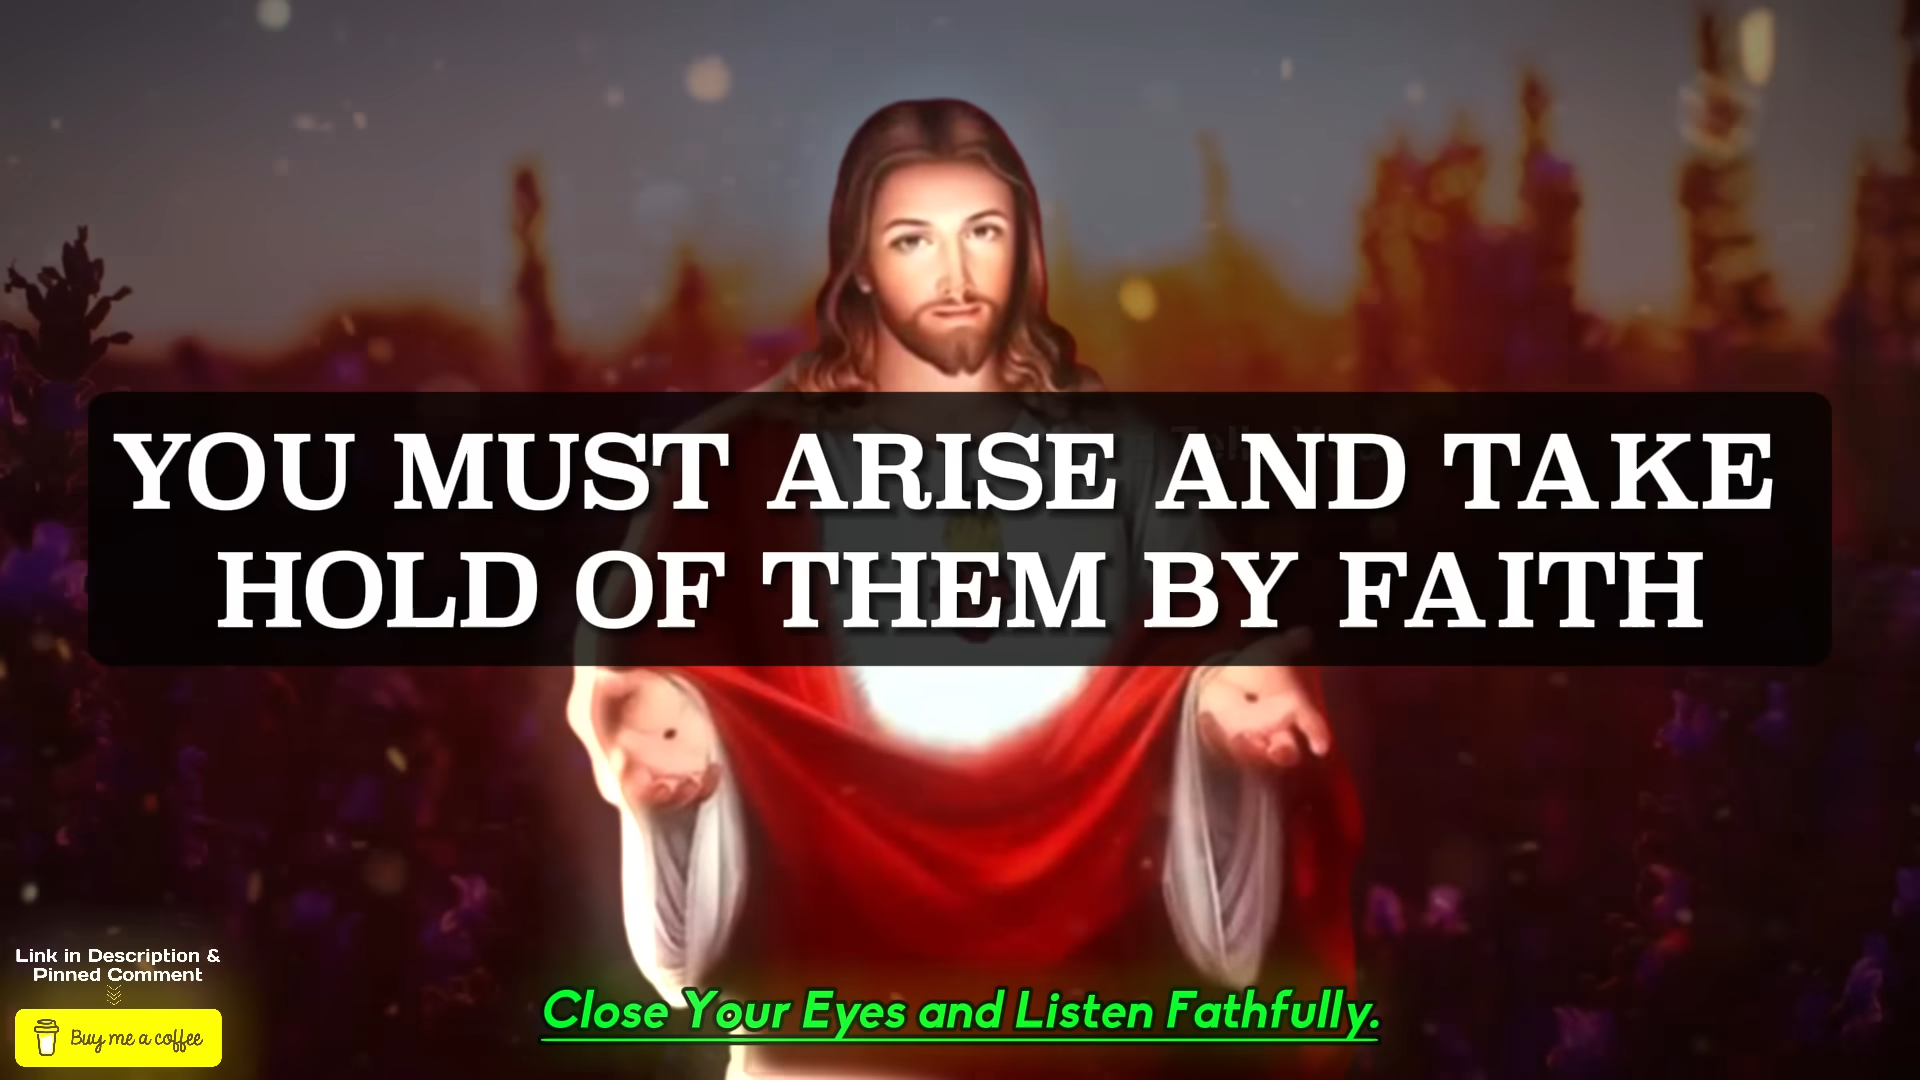 YOU MUST ARISE AND TAKE
HOLD OF THEM BY FAITH
Link in Description &
Pinned Comment
Buy me a coffee
Close Your Eyes and Listen Fathfully.